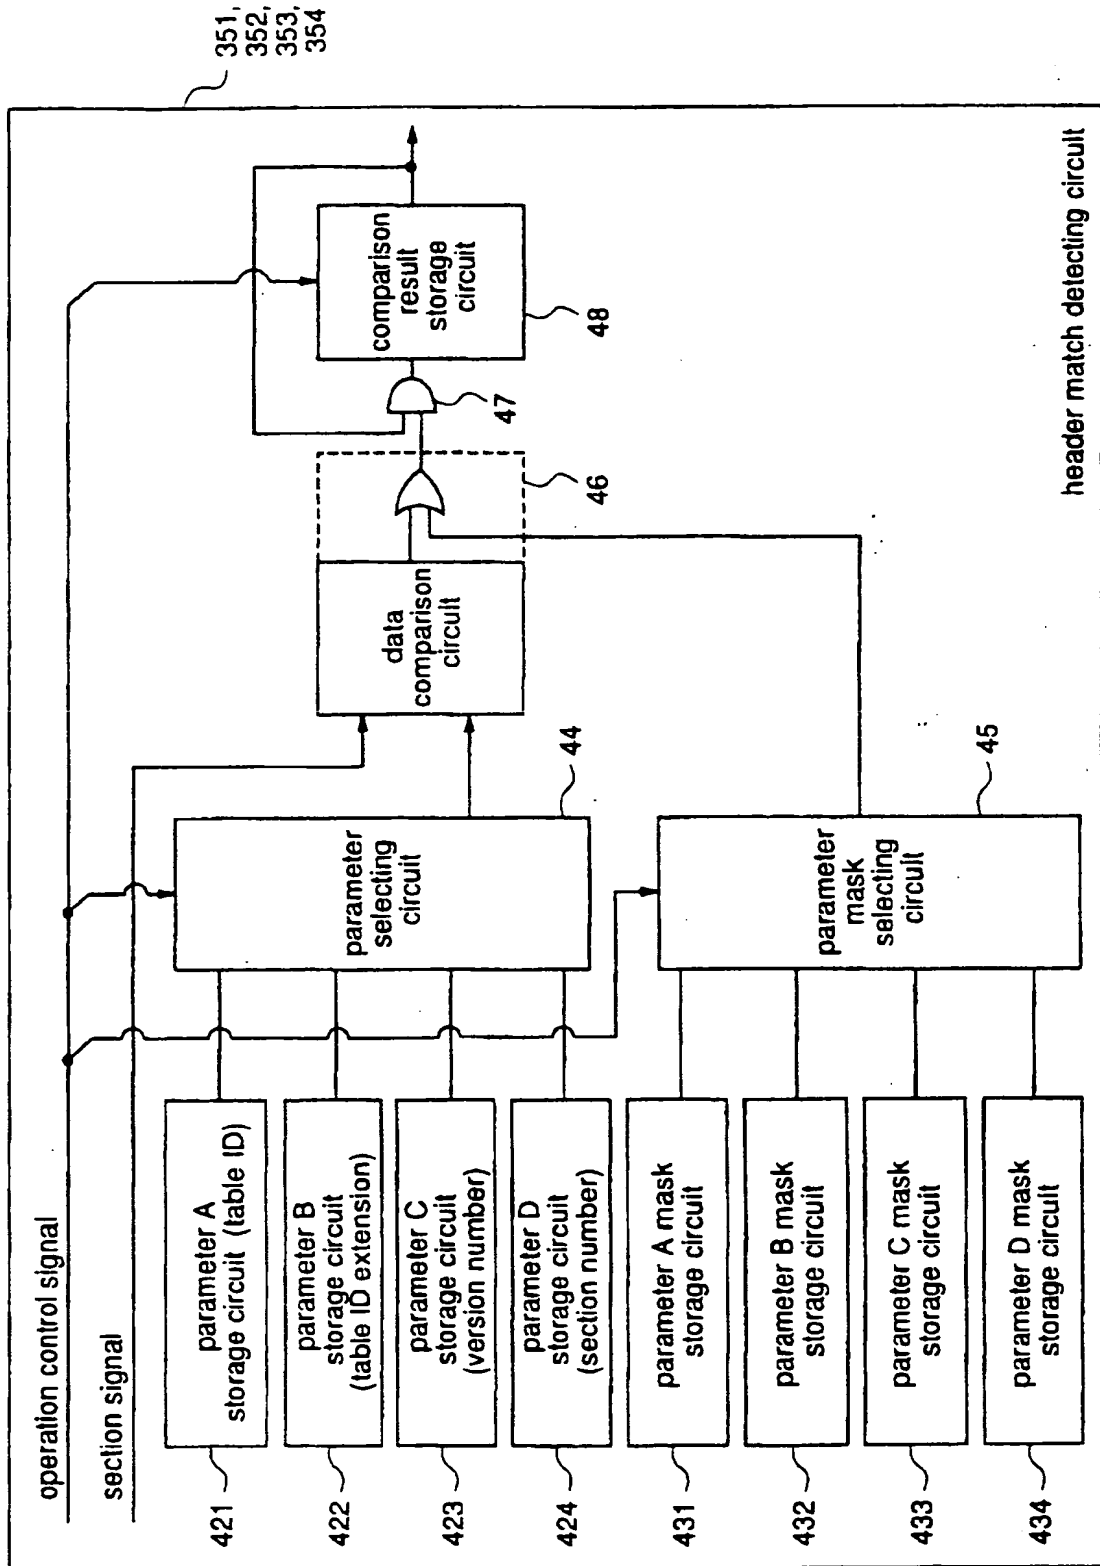 351,
352,
353,
354
operation control signal
section signal
421
parameter A
storage circuit (table ID)
422
parameter B
storage circuit
(table ID extension)
423
parameter C
storage circuit
(version number)
424
parameter D
storage circuit
(section number)
431
parameter A mask
storage circuit
432
parameter B mask
storage circuit
433
parameter C mask
storage circuit
434
parameter D mask
storage circuit
parameter
selecting
circuit
44
parameter
mask
selecting
circuit
45
data
comparison
circuit
46
47
comparison
result
storage
circuit
48
header match detecting circuit